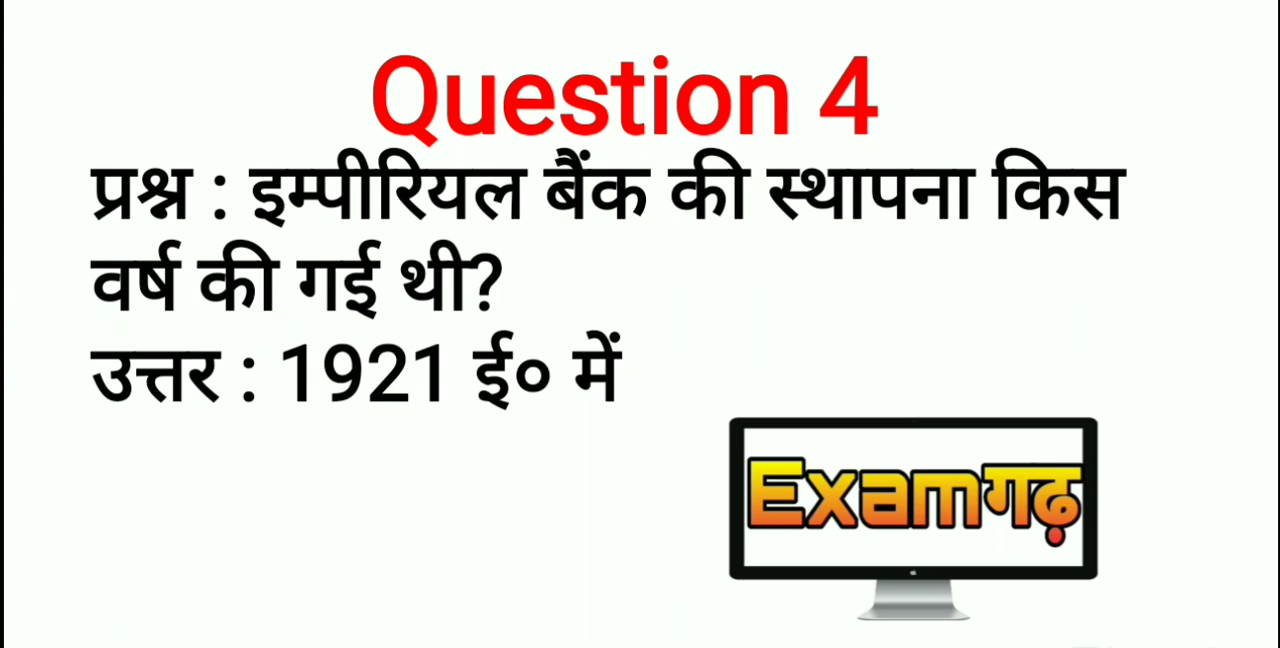 Question 4
प्रश्न : इम्पीरियल बैंक की स्थापना किस
वर्ष की गई थी?
उत्तर : 1921 ई० में
Examगढ़